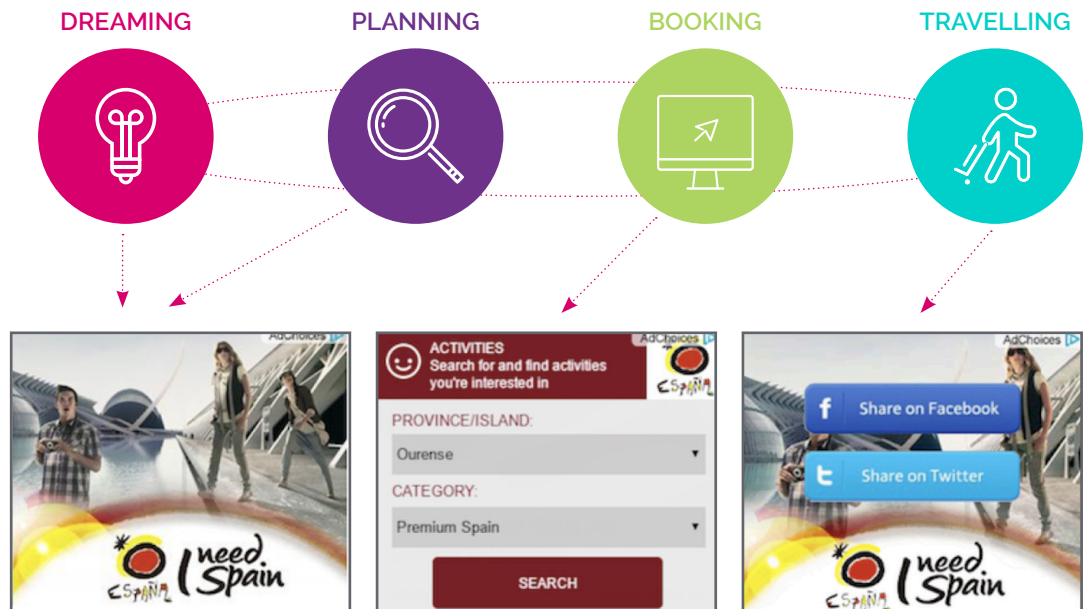 DREAMING
PLANNING
BOOKING
TRAVELLING
AdChoices
I need
Spain
ESPAÑA
AdChoices
ACTIVITIES
Search for and find activities
you're interested in
ESPAÑA
PROVINCE/ISLAND:
Ourense
CATEGORY:
Premium Spain
SEARCH
AdChoices
f Share on Facebook
t Share on Twitter
I need
Spain
ESPAÑA